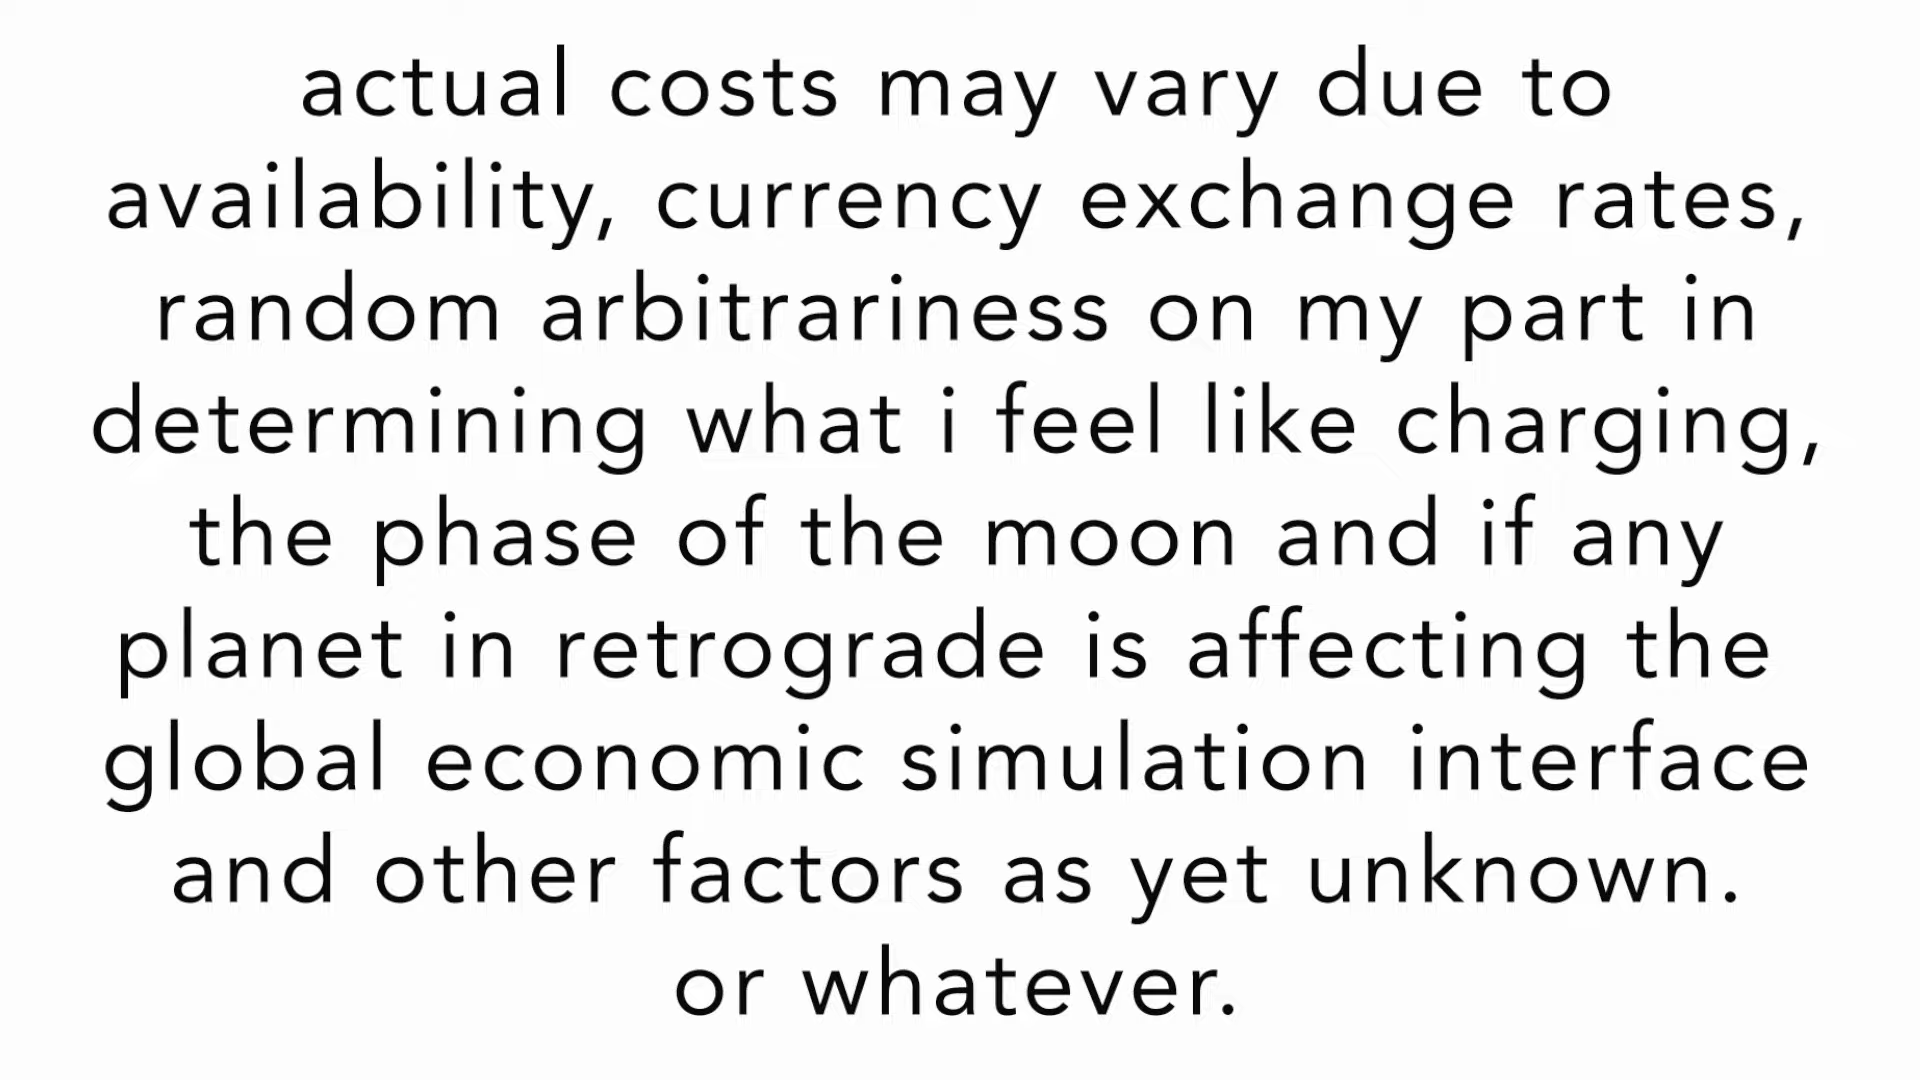 actual costs may vary due to
availability, currency exchange rates,
random arbitrariness on my part in
determining what i feel like charging,
the phase of the moon and if any
planet in retrograde is affecting the
global economic simulation interface
and other factors as yet unknown.
or whatever.